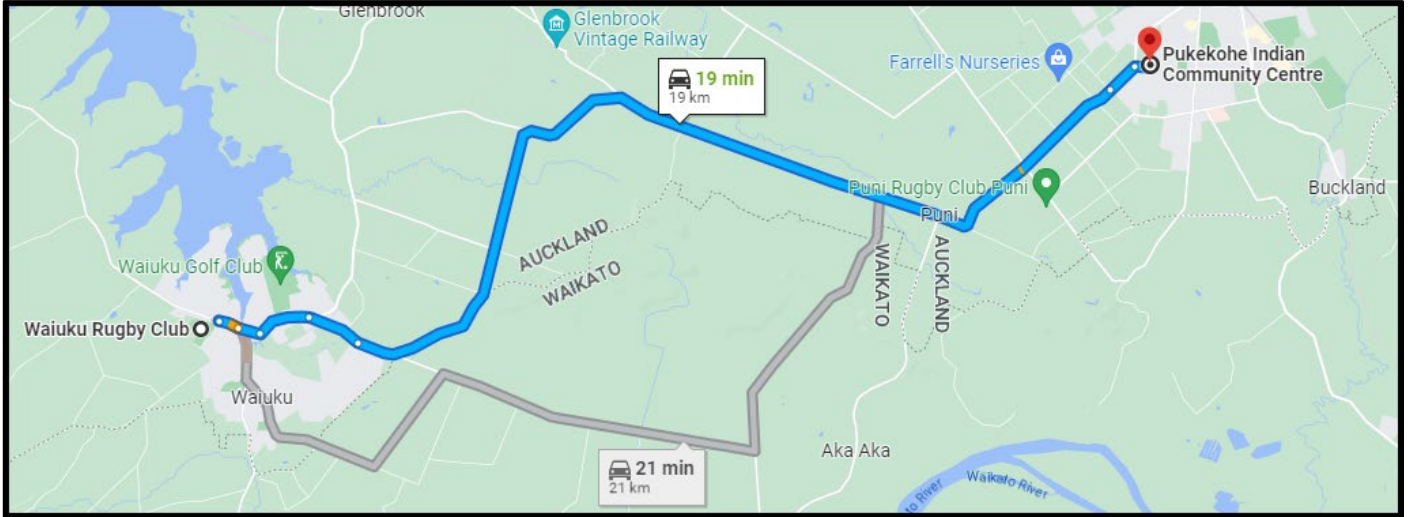 Glenbrook
Glenbrook
Vintage Railway
19 min
19 km
Farrell's Nurseries
Pukekohe Indian
Community Centre
Puni Rugby Club Puni
Puni
Buckland
AUCKLAND
WAIKATO
WAIKATO
AUCKLAND
Waiuku Golf Club
Waiuku Rugby Club
Waiuku
21 min
21 km
Aka Aka
Waikato River
to River